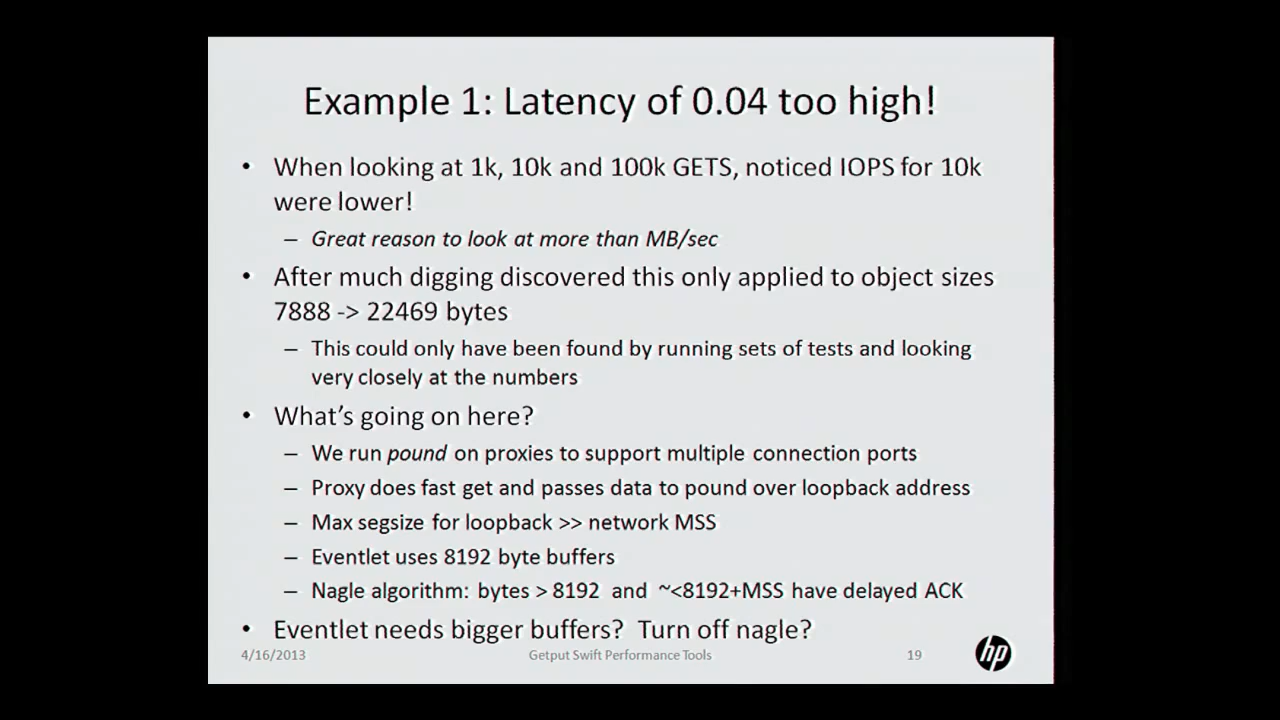 Example 1: Latency of 0.04 too high!
• When looking at 1k, 10k and 100k GETS, noticed IOPS for 10k
were lower!
– Great reason to look at more than MB/sec
• After much digging discovered this only applied to object sizes
7888 -> 22469 bytes
– This could only have been found by running sets of tests and looking
very closely at the numbers
• What's going on here?
– We run pound on proxies to support multiple connection ports
– Proxy does fast get and passes data to pound over loopback address
– Max segsize for loopback >> network MSS
– Eventlet uses 8192 byte buffers
– Nagle algorithm: bytes > 8192 and ~<8192+MSS have delayed ACK
• Eventlet needs bigger buffers? Turn off nagle?
4/16/2013 Getput Swift Performance Tools 19 hp